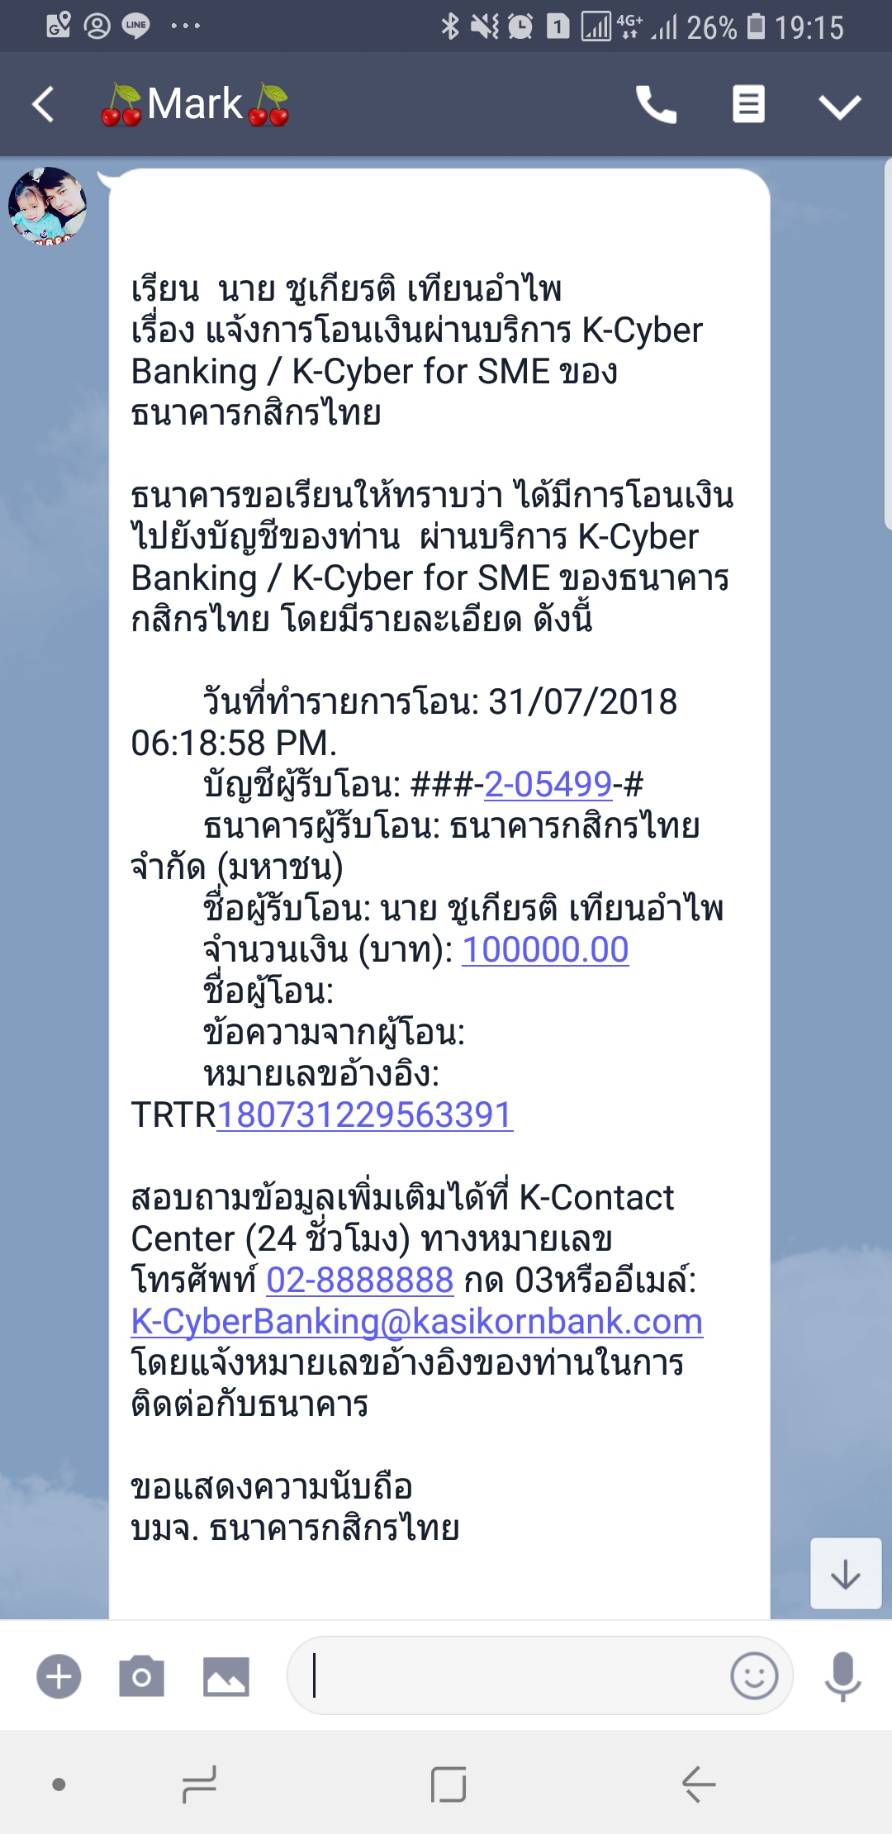 LINE
1
4G+
26%
19:15
🍒Mark🍒
เรียน  นาย ชูเกียรติ เทียนอำไพ
เรื่อง แจ้งการโอนเงินผ่านบริการ K-Cyber
Banking / K-Cyber for SME ของ
ธนาคารกสิกรไทย
ธนาคารขอเรียนให้ทราบว่า ได้มีการโอนเงิน
ไปยังบัญชีของท่าน  ผ่านบริการ K-Cyber
Banking / K-Cyber for SME ของธนาคาร
กสิกรไทย โดยมีรายละเอียด ดังนี้
วันที่ทำรายการโอน: 31/07/2018
06:18:58 PM.
บัญชีผู้รับโอน: ###-2-05499-#
ธนาคารผู้รับโอน: ธนาคารกสิกรไทย
จำกัด (มหาชน)
ชื่อผู้รับโอน: นาย ชูเกียรติ เทียนอำไพ
จำนวนเงิน (บาท): 100000.00
ชื่อผู้โอน:
ข้อความจากผู้โอน:
หมายเลขอ้างอิง:
TRTR180731229563391
สอบถามข้อมูลเพิ่มเติมได้ที่ K-Contact
Center (24 ชั่วโมง) ทางหมายเลข
โทรศัพท์ 02-8888888 กด 03หรืออีเมล์:
K-CyberBanking@kasikornbank.com
โดยแจ้งหมายเลขอ้างอิงของท่านในการ
ติดต่อกับธนาคาร
ขอแสดงความนับถือ
บมจ. ธนาคารกสิกรไทย